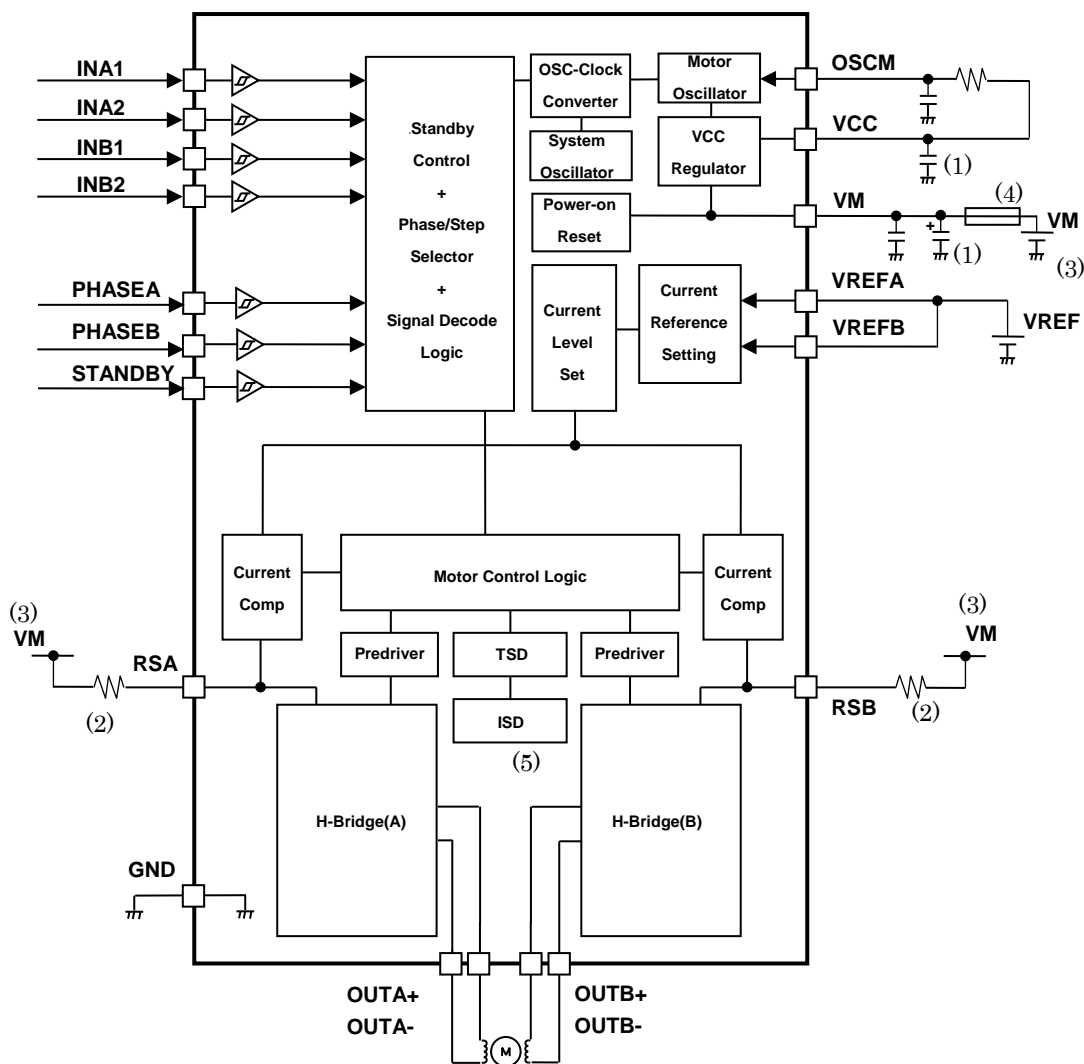 INA1
INA2
INB1
INB2
PHASEA
PHASEB
STANDBY
.Standby
Control
+
Phase/Step
Selector
+
Signal Decode
Logic
OSC-Clock
Converter
System
Oscillator
Motor
Oscillator
VCC
Regulator
Power-on
Reset
Current
Level
Set
Current
Reference
Setting
OSCM
VCC
(1)
VM
(4)
VM
+
(1)
(3)
VREFA
VREFB
VREF
Current
Comp
Motor Control Logic
Current
Comp
Predriver
TSD
Predriver
ISD
(5)
(3)
VM
RSA
(2)
(3)
VM
RSB
(2)
H-Bridge(A)
H-Bridge(B)
GND
OUTA+
OUTA-
OUTB+
OUTB-
M